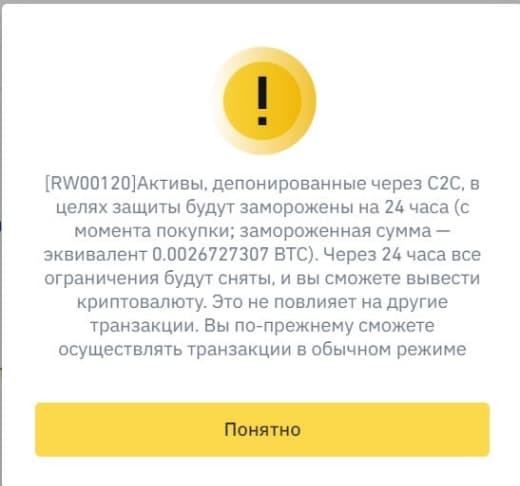 [RW00120]Активы, депонированные через C2C, в
целях защиты будут заморожены на 24 часа (с
момента покупки; замороженная сумма —
эквивалент 0.0026727307 BTC). Через 24 часа все
ограничения будут сняты, и вы сможете вывести
криптовалюту. Это не повлияет на другие
транзакции. Вы по-прежнему сможете
осуществлять транзакции в обычном режиме
Понятно